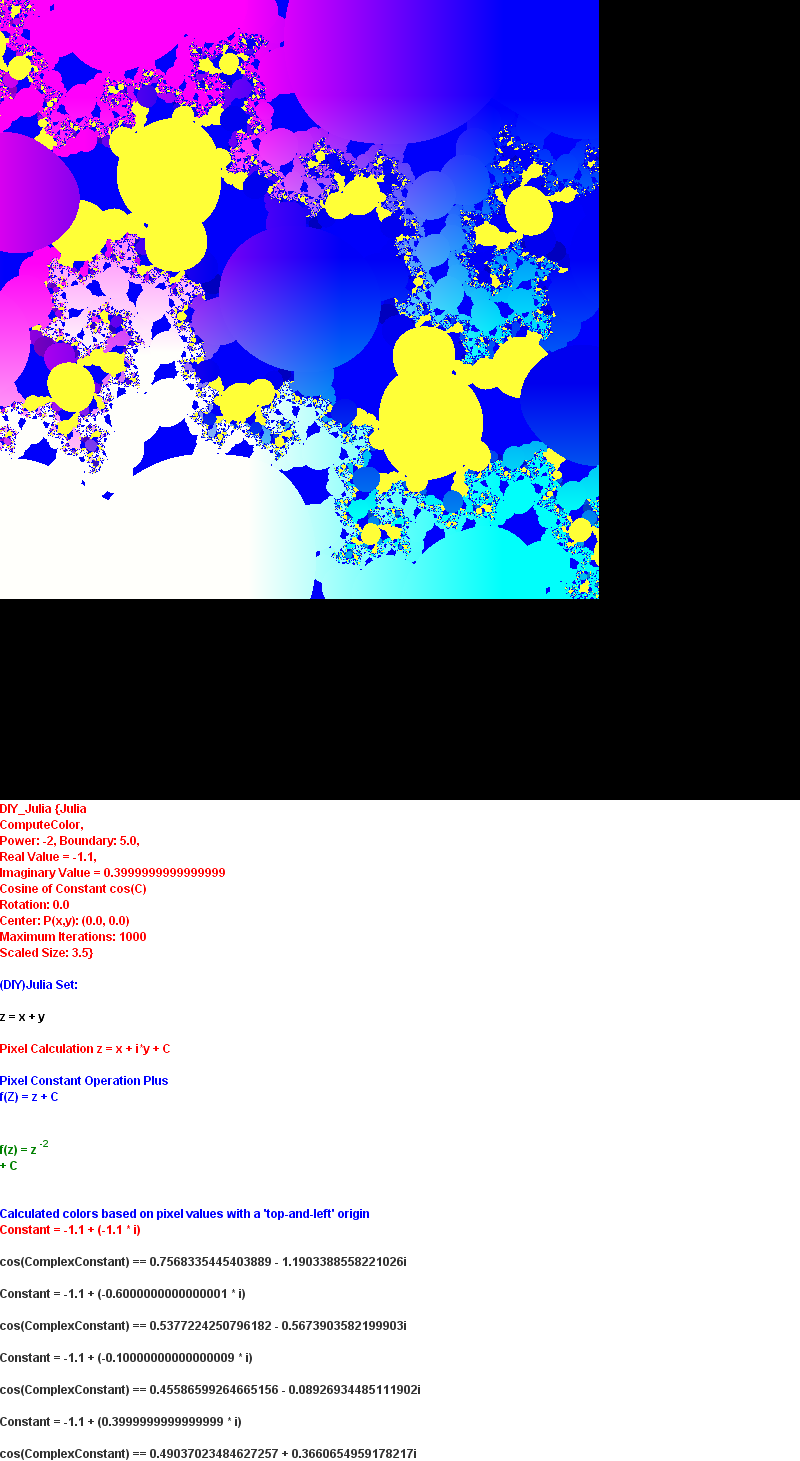 DIY_Julia {Julia
ComputeColor,
Power: -2, Boundary: 5.0,
Real Value = -1.1,
Imaginary Value = 0.3999999999999999
Cosine of Constant cos(C)
Rotation: 0.0
Center: P(x,y): (0.0, 0.0)
Maximum Iterations: 1000
Scaled Size: 3.5}
(DIY)Julia Set:
z = x + y
Pixel Calculation z = x + i*y + C
Pixel Constant Operation Plus
f(Z) = z + C
f(z) = z -2
+ C
Calculated colors based on pixel values with a 'top-and-left' origin
Constant = -1.1 + (-1.1 * i)
cos(ComplexConstant) == 0.7568335445403889 - 1.1903388558221026i
Constant = -1.1 + (-0.6000000000000001 * i)
cos(ComplexConstant) == 0.5377224250796182 - 0.5673903582199903i
Constant = -1.1 + (-0.10000000000000009 * i)
cos(ComplexConstant) == 0.45586599264665156 - 0.08926934485111902i
Constant = -1.1 + (0.3999999999999999 * i)
cos(ComplexConstant) == 0.49037023484627257 + 0.3660654959178217i